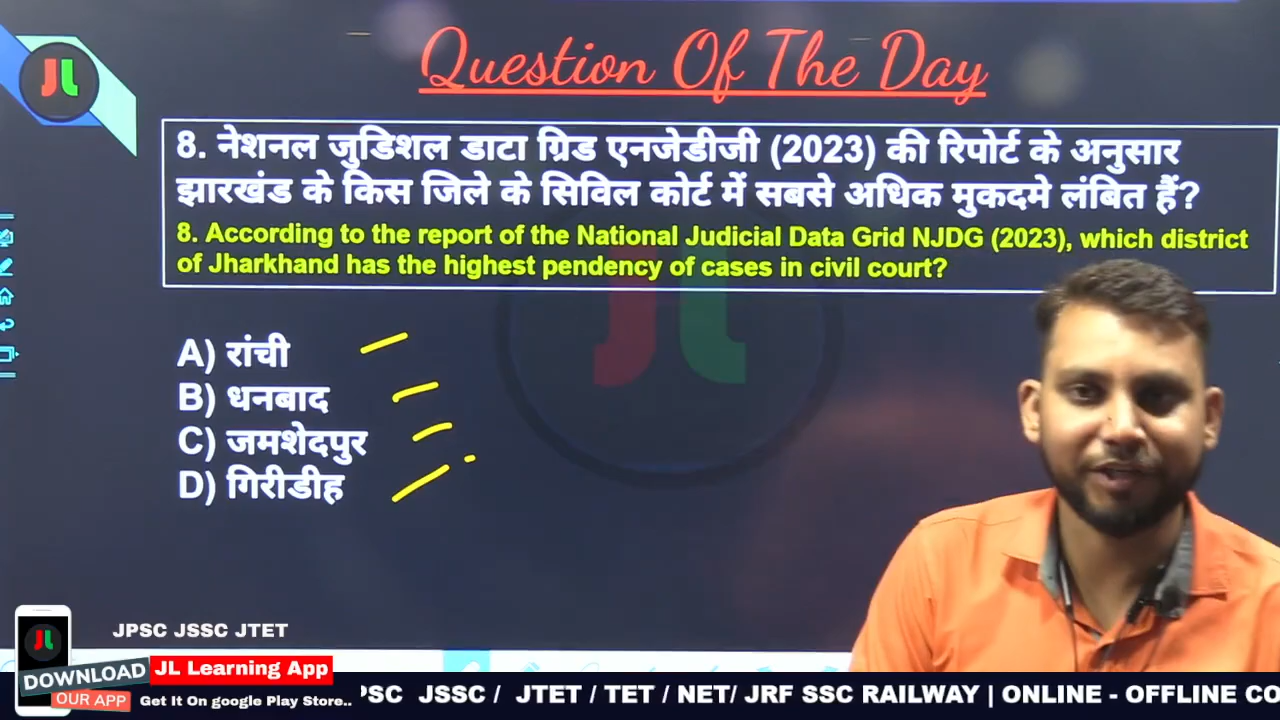 JL
Question Of The Day
8. नेशनल जुडिशल डाटा ग्रिड एनजेडीजी (2023) की रिपोर्ट के अनुसार
झारखंड के किस जिले के सिविल कोर्ट में सबसे अधिक मुकदमे लंबित हैं?
8. According to the report of the National Judicial Data Grid NJDG (2023), which district
of Jharkhand has the highest pendency of cases in civil court?
JL
A) रांची
B) धनबाद
C) जमशेदपुर
D) गिरीडीह
JPSC JSSC JTET
JL
DOWNLOAD JL Learning App
OUR APP Get It On google Play Store..
PSC JSSC / JTET / TET / NET/ JRF SSC RAILWAY | ONLINE - OFFLINE CO